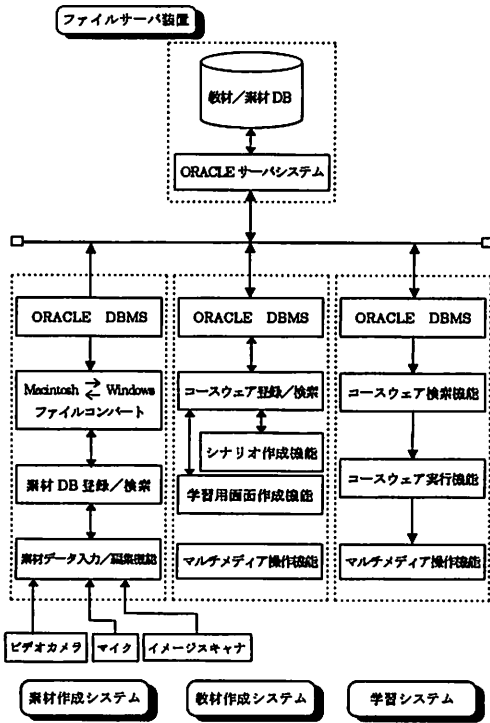 ファイルサーバ装置
教材／素材 DB
ORACLE サーバシステム
ORACLE DBMS
Macintosh ⇄ Windows
ファイルコンバート
素材 DB 登録／検索
素材データ入力／編集機能
ビデオカメラ
マイク
イメージスキャナ
素材作成システム
ORACLE DBMS
コースウェア登録／検索
シナリオ作成機能
学習用画面作成機能
マルチメディア操作機能
教材作成システム
ORACLE DBMS
コースウェア検索機能
コースウェア実行機能
マルチメディア操作機能
学習システム